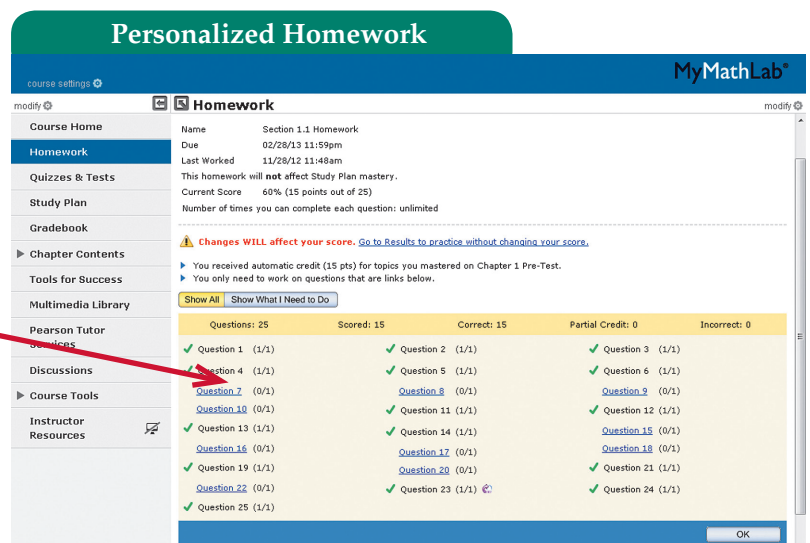 Personalized Homework
MyMathLab®
course settings
modify
Homework
modify
Course Home
Homework
Quizzes & Tests
Study Plan
Gradebook
Chapter Contents
Tools for Success
Multimedia Library
Pearson Tutor
Services
Discussions
Course Tools
Instructor
Resources
Name Section 1.1 Homework
Due 02/28/13 11:59pm
Last Worked 11/28/12 11:48am
This homework will not affect Study Plan mastery.
Current Score 60% (15 points out of 25)
Number of times you can complete each question: unlimited
Changes WILL affect your score. Go to Results to practice without changing your score.
You received automatic credit (15 pts) for topics you mastered on Chapter 1 Pre-Test.
You only need to work on questions that are links below.
Show All Show What I Need to Do
Questions: 25 Scored: 15 Correct: 15 Partial Credit: 0 Incorrect: 0
Question 1 (1/1) Question 2 (1/1) Question 3 (1/1)
Question 4 (1/1) Question 5 (1/1) Question 6 (1/1)
Question 7 (0/1) Question 8 (0/1) Question 9 (0/1)
Question 10 (0/1) Question 11 (1/1) Question 12 (1/1)
Question 13 (1/1) Question 14 (1/1) Question 15 (0/1)
Question 16 (0/1) Question 17 (0/1) Question 18 (0/1)
Question 19 (1/1) Question 20 (0/1) Question 21 (1/1)
Question 22 (0/1) Question 23 (1/1) Question 24 (1/1)
Question 25 (1/1)
OK